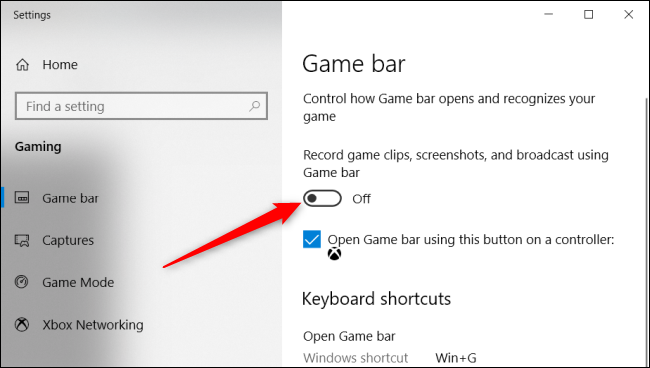 Settings
Home
Find a setting
Gaming
Game bar
Captures
Game Mode
Xbox Networking
Game bar
Control how Game bar opens and recognizes your
game
Record game clips, screenshots, and broadcast using
Game bar
Off
Open Game bar using this button on a controller:
Keyboard shortcuts
Open Game bar
Windows shortcut Win+G